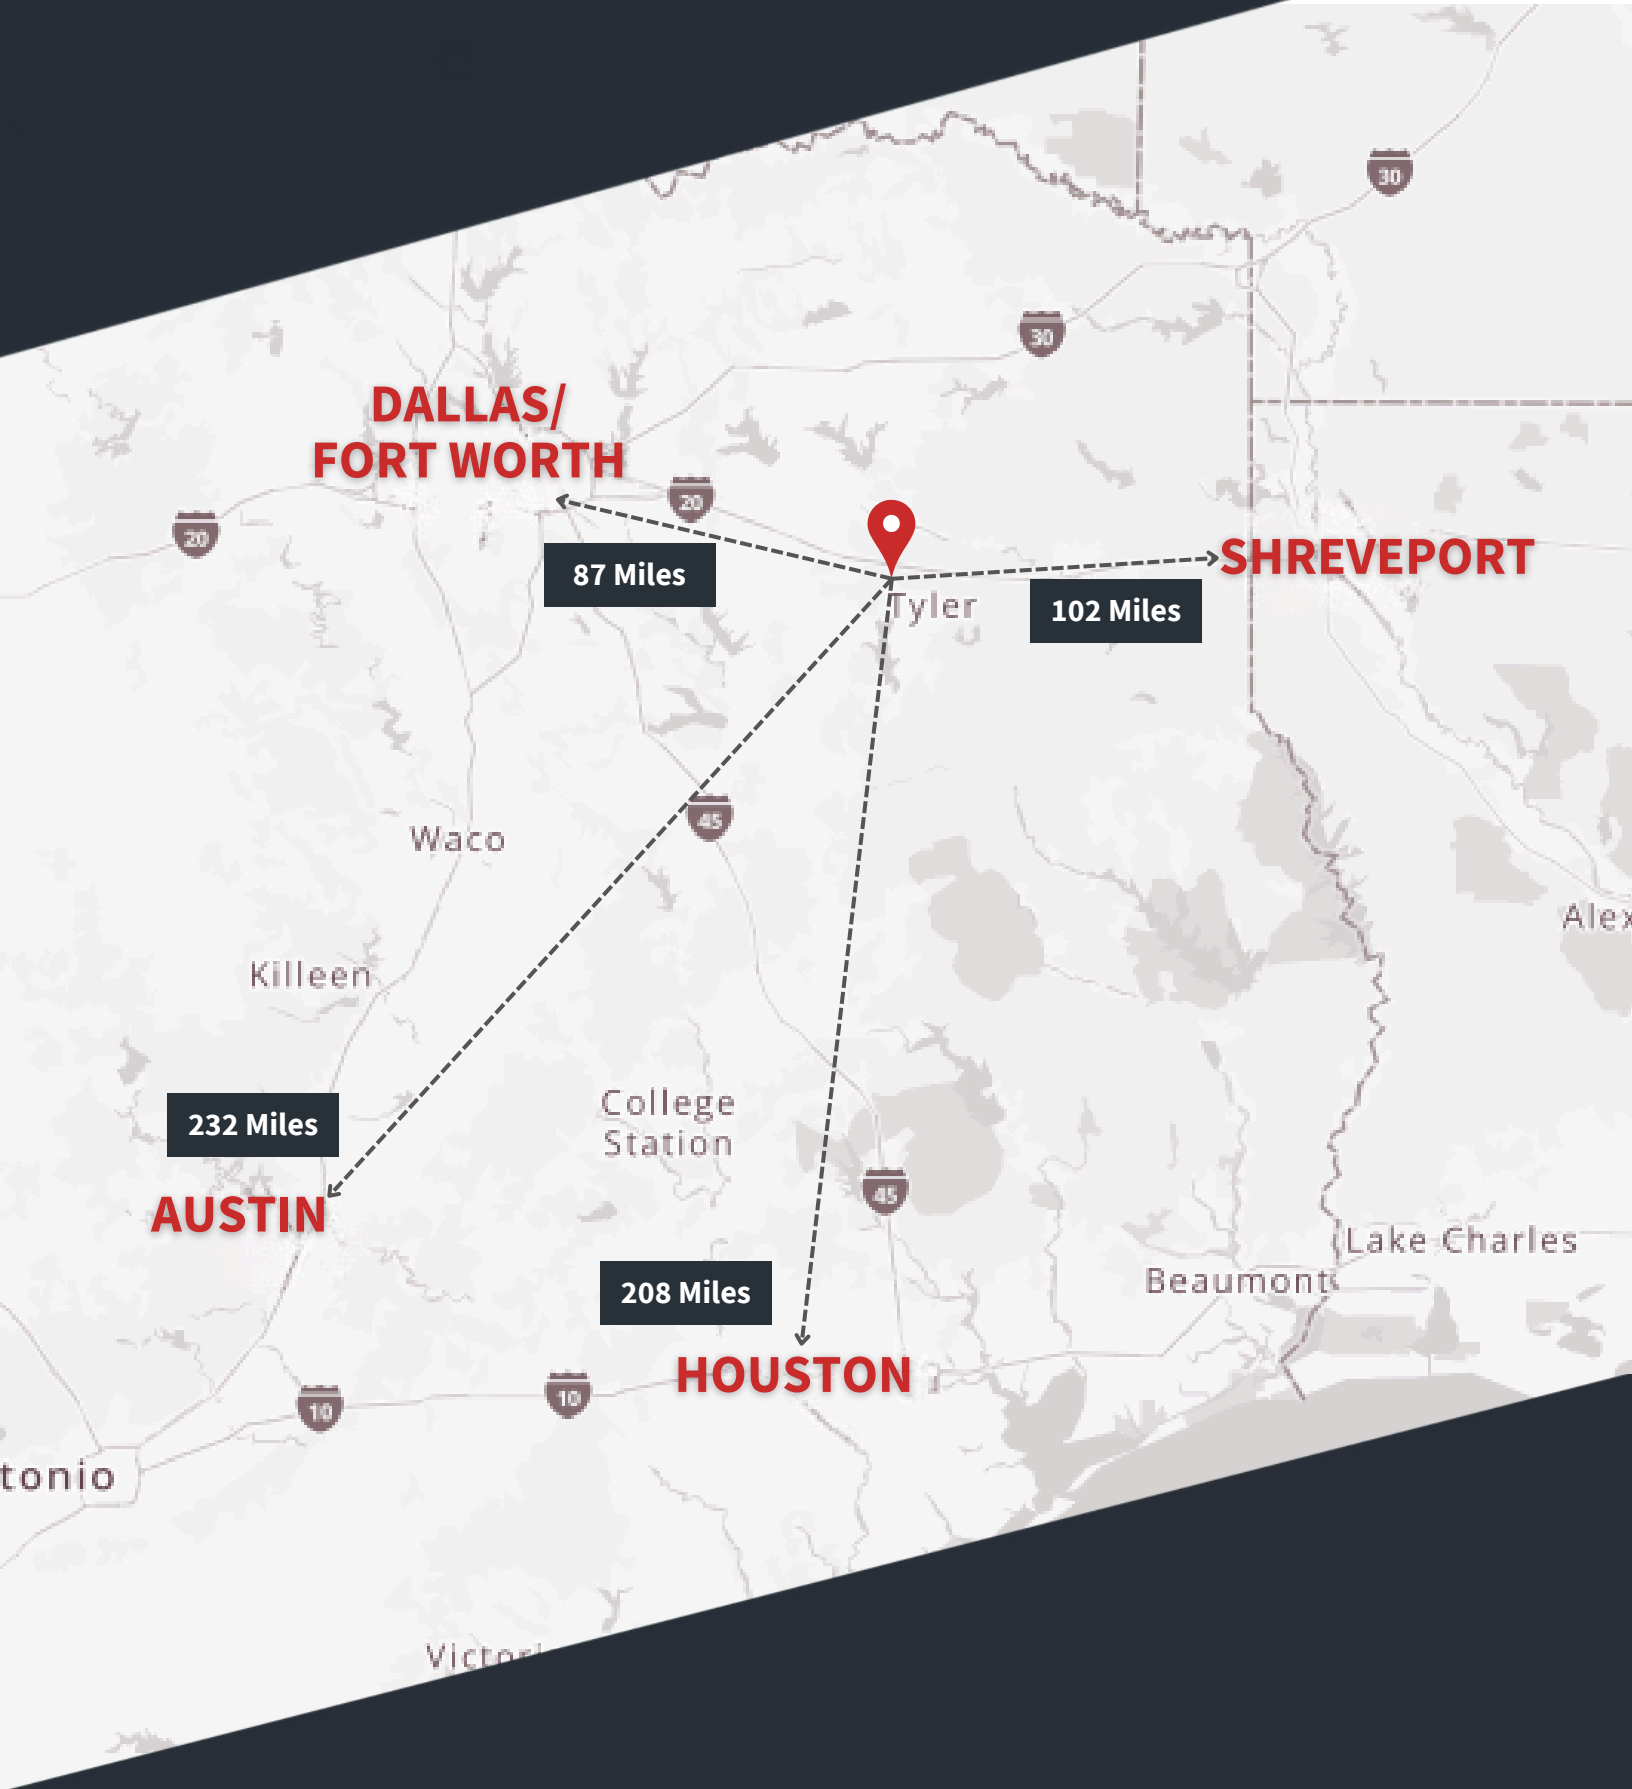 30
30
DALLAS/
FORT WORTH
20
20
87 Miles
SHREVEPORT
Tyler
102 Miles
45
Waco
Alex
Killeen
College
Station
232 Miles
45
AUSTIN
Lake Charles
Beaumont
208 Miles
HOUSTON
10
10
tonio
Victori